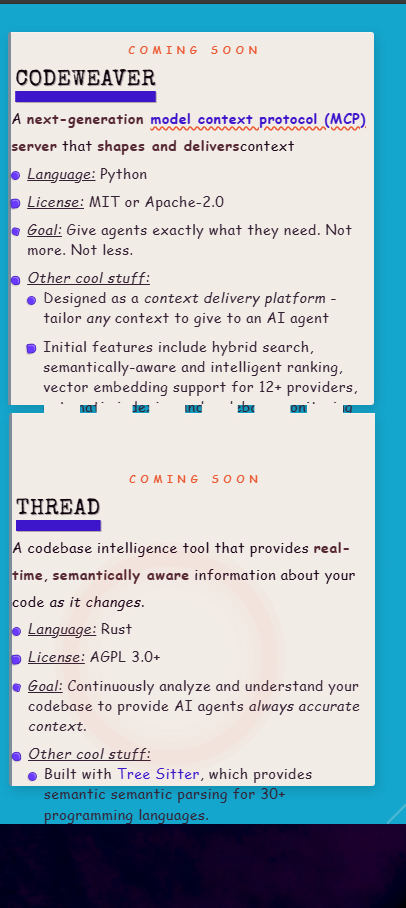 COMING SOON
CODEWEAVER
A next-generation model context protocol (MCP)
server that shapes and deliverscontext
Language: Python
License: MIT or Apache-2.0
Goal: Give agents exactly what they need. Not
more. Not less.
Other cool stuff:
Designed as a context delivery platform -
tailor any context to give to an AI agent
Initial features include hybrid search,
semantically-aware and intelligent ranking,
vector embedding support for 12+ providers,
COMING SOON
THREAD
A codebase intelligence tool that provides real-
time, semantically aware information about your
code as it changes.
Language: Rust
License: AGPL 3.0+
Goal: Continuously analyze and understand your
codebase to provide AI agents always accurate
context.
Other cool stuff:
Built with Tree Sitter, which provides
semantic semantic parsing for 30+
programming languages.